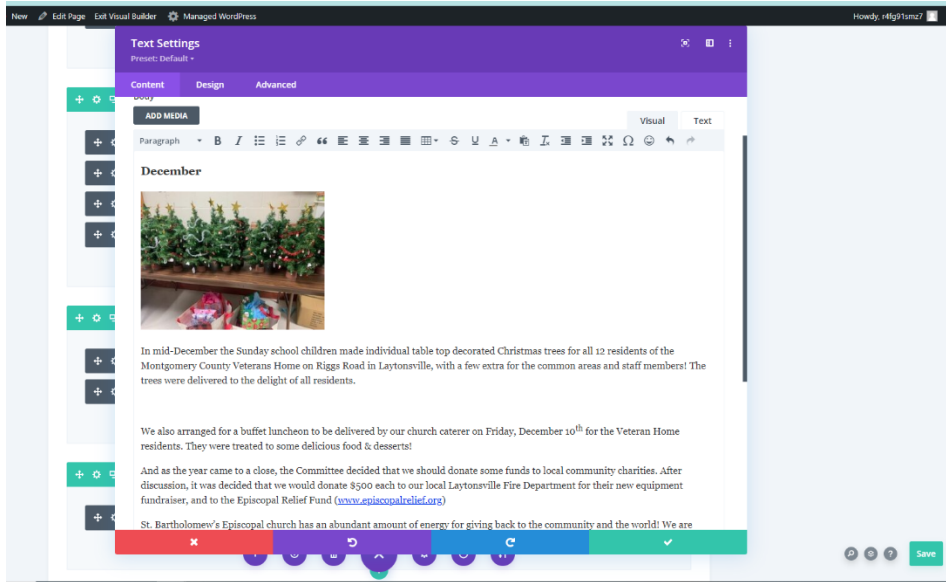 New Edit Page Exit Visual Builder Managed WordPress Howdy, r4fg91smz7
Text Settings
Preset: Default
Content Design Advanced
Body
ADD MEDIA
Visual Text
Paragraph B I U A Ω
December
In mid-December the Sunday school children made individual table top decorated Christmas trees for all 12 residents of the
Montgomery County Veterans Home on Riggs Road in Laytonsville, with a few extra for the common areas and staff members! The
trees were delivered to the delight of all residents.
We also arranged for a buffet luncheon to be delivered by our church caterer on Friday, December 10th for the Veteran Home
residents. They were treated to some delicious food & desserts!
And as the year came to a close, the Committee decided that we should donate some funds to local community charities. After
discussion, it was decided that we would donate $500 each to our local Laytonsville Fire Department for their new equipment
fundraiser, and to the Episcopal Relief Fund (www.episcopalrelief.org)
St. Bartholomew's Episcopal church has an abundant amount of energy for giving back to the community and the world! We are
Save